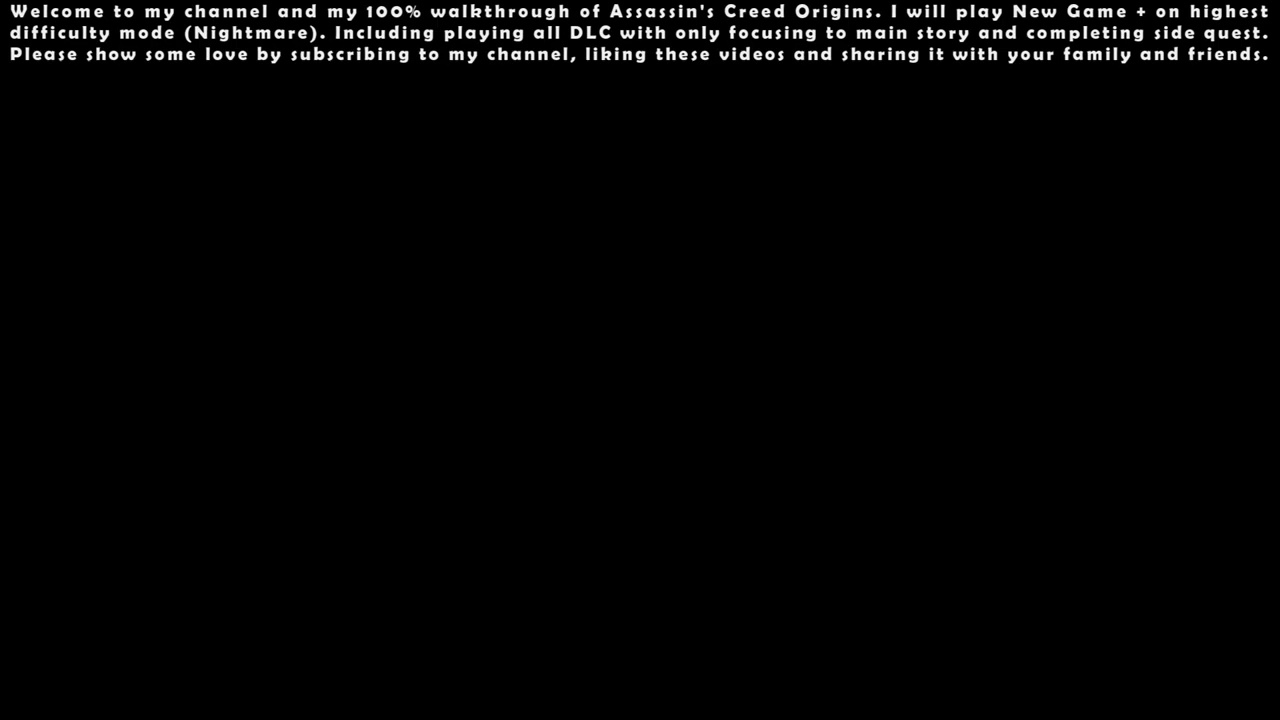 Welcome to my channel and my 100% walkthrough of Assassin's Creed Origins. I will play New Game + on highest
difficulty mode (Nightmare). Including playing all DLC with only focusing to main story and completing side quest.
Please show some love by subscribing to my channel, liking these videos and sharing it with your family and friends.